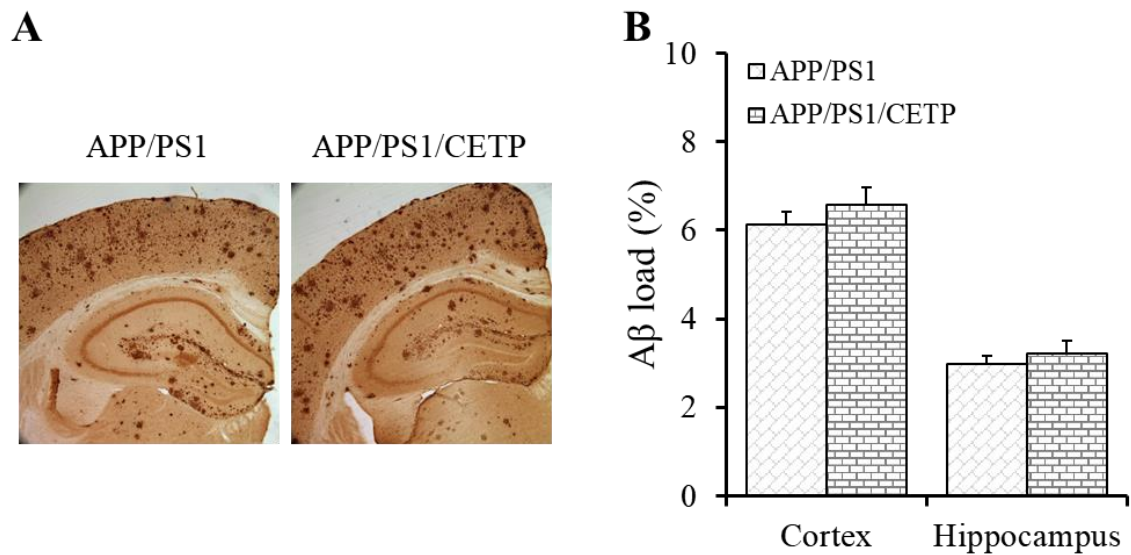 A
APP/PS1
APP/PS1/CETP
B
10
8
6
4
2
0
Aβ load (%)
APP/PS1
APP/PS1/CETP
Cortex
Hippocampus